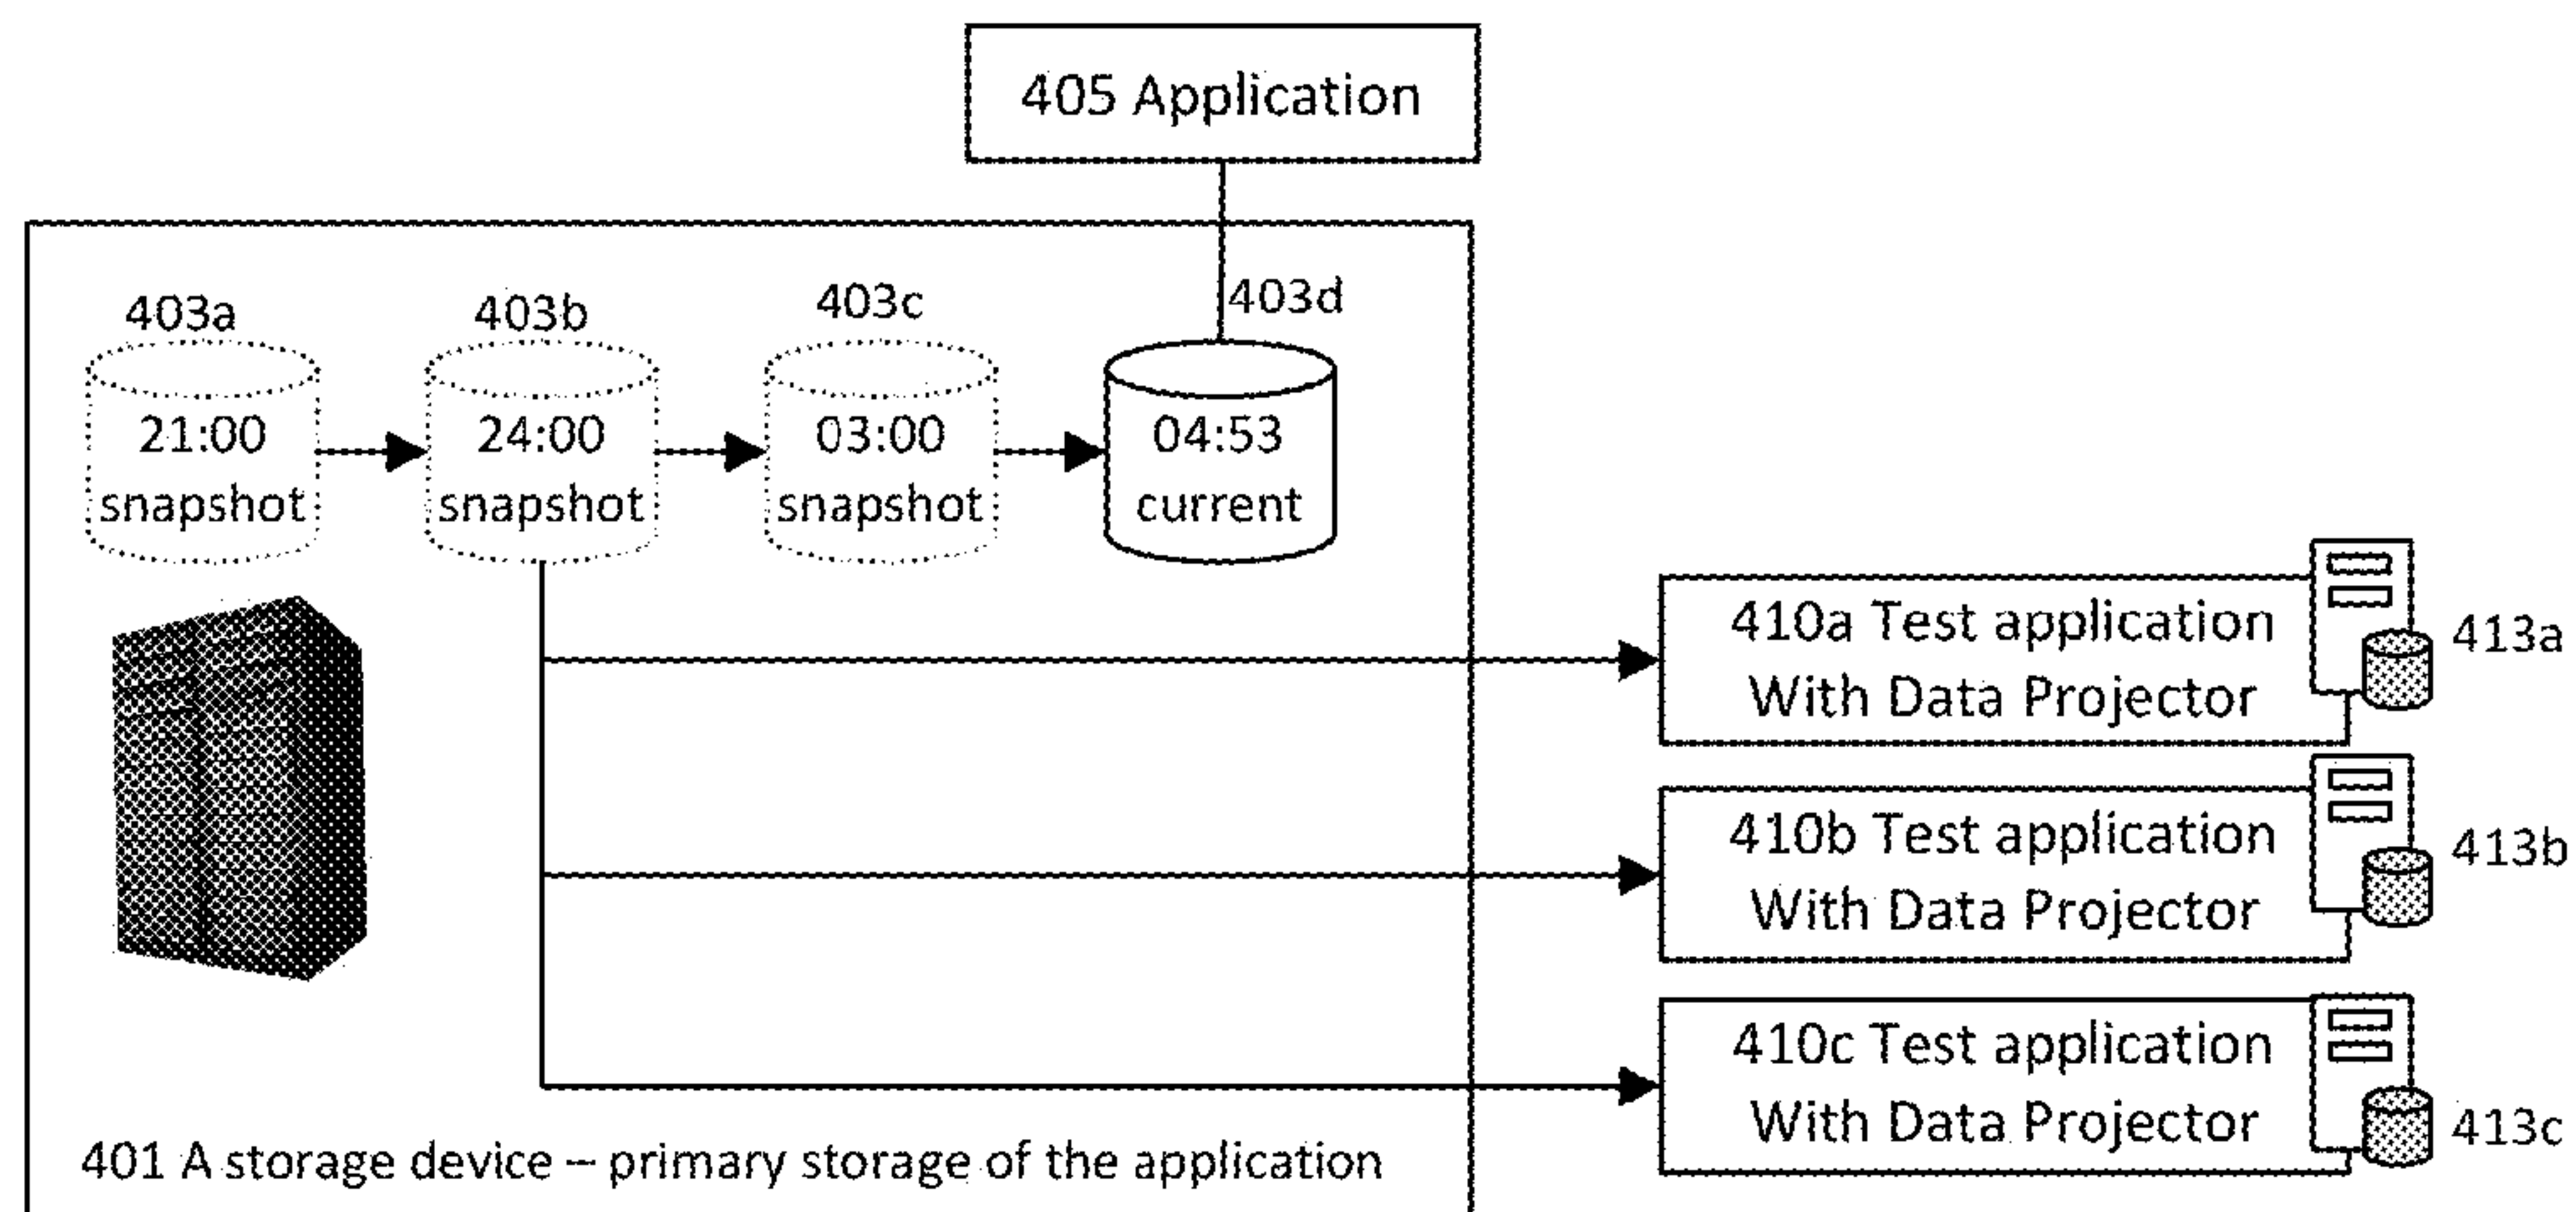 405 Application
403a
403b
403c
403d
21:00
snapshot
24:00
snapshot
03:00
snapshot
04:53
current
410a Test application
With Data Projector
413a
410b Test application
With Data Projector
413b
410c Test application
With Data Projector
413c
401 A storage device – primary storage of the application